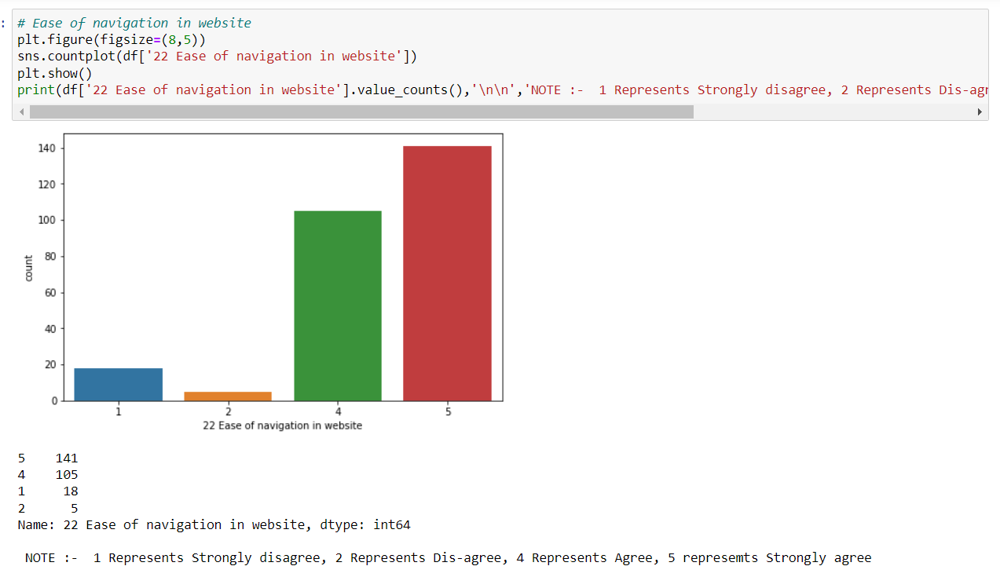 :
# Ease of navigation in website
plt.figure(figsize=(8,5))
sns.countplot(df['22 Ease of navigation in website'])
plt.show()
print(df['22 Ease of navigation in website'].value_counts(),'\n\n','NOTE :-  1 Represents Strongly disagree, 2 Represents Dis-agr
140
120
100
80
60
40
20
0
count
1 2 4 5
22 Ease of navigation in website
5    141
4    105
1     18
2      5
Name: 22 Ease of navigation in website, dtype: int64
NOTE :-  1 Represents Strongly disagree, 2 Represents Dis-agree, 4 Represents Agree, 5 represemts Strongly agree